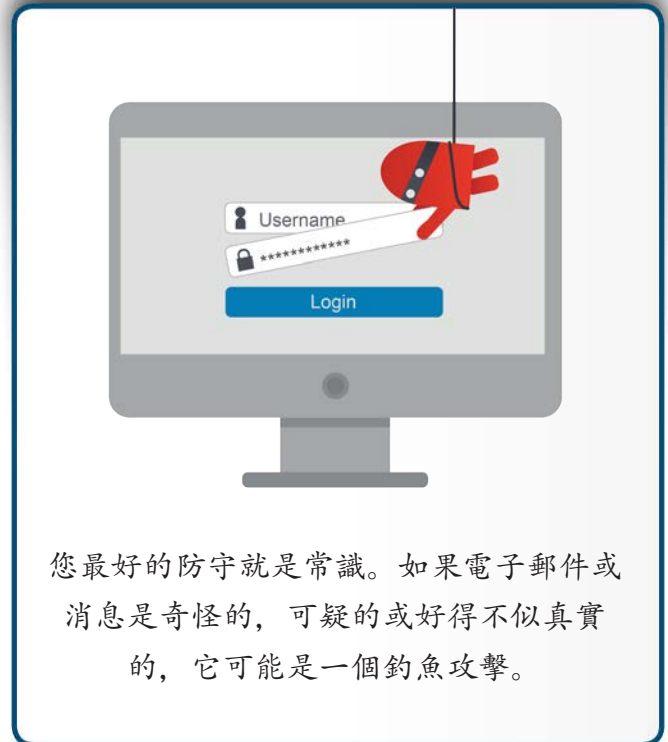 Username
************
Login
您最好的防守就是常識。如果電子郵件或
消息是奇怪的，可疑的或好得不似真實
的，它可能是一個釣魚攻擊。